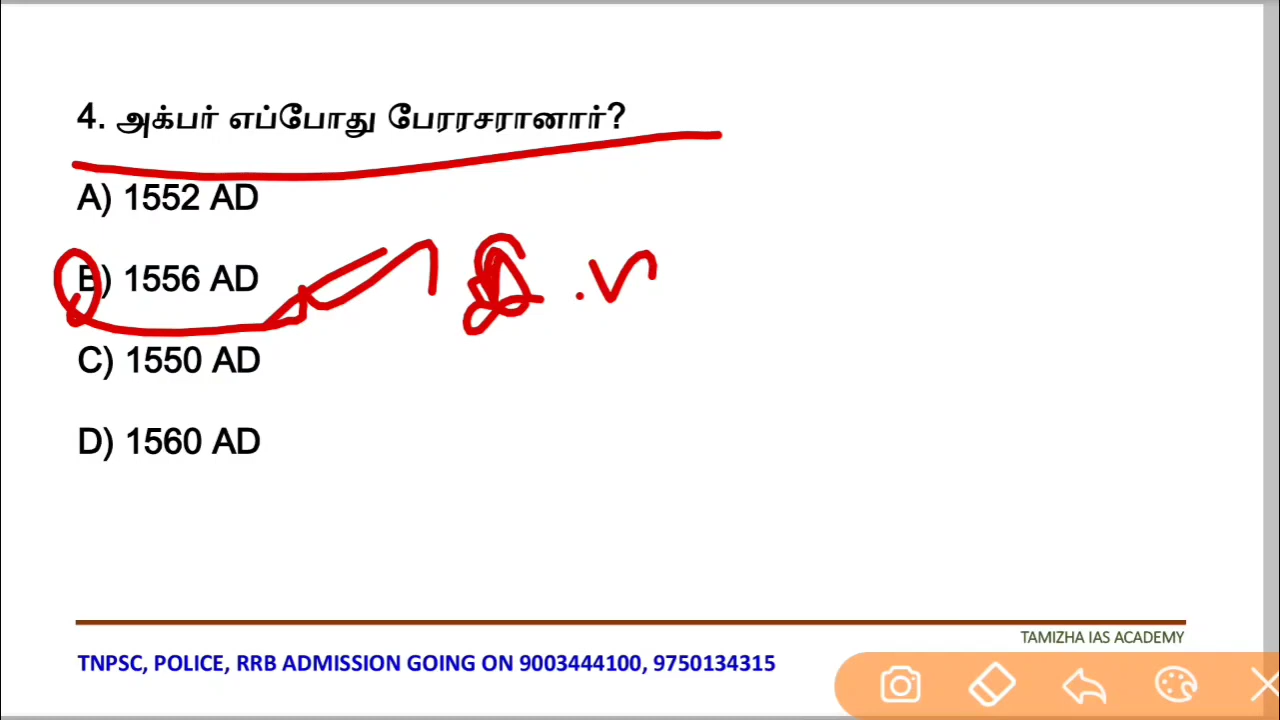 4. அக்பர் எப்போது பேரரசரானார்?
A) 1552 AD
B) 1556 AD
C) 1550 AD
D) 1560 AD
TAMIZHA IAS ACADEMY
TNPSC, POLICE, RRB ADMISSION GOING ON 9003444100, 9750134315